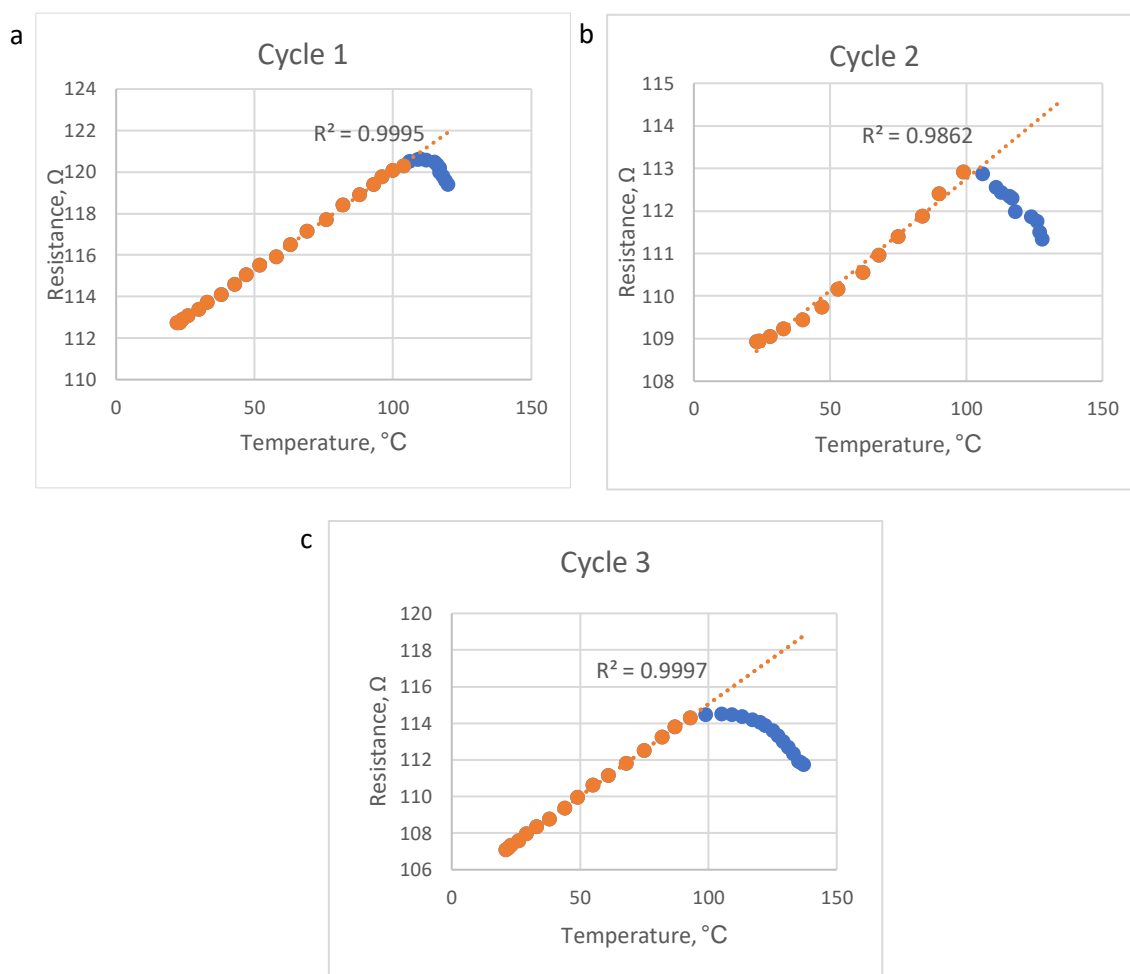 a
Cycle 1
124
122
120
118
116
114
112
110
R² = 0.9995
Resistance, Ω
0
50
100
150
Temperature, °C
b
Cycle 2
115
114
113
112
111
110
109
108
R² = 0.9862
Resistance, Ω
0
50
100
150
Temperature, °C
c
Cycle 3
120
118
116
114
112
110
108
106
R² = 0.9997
Resistance, Ω
0
50
100
150
Temperature, °C